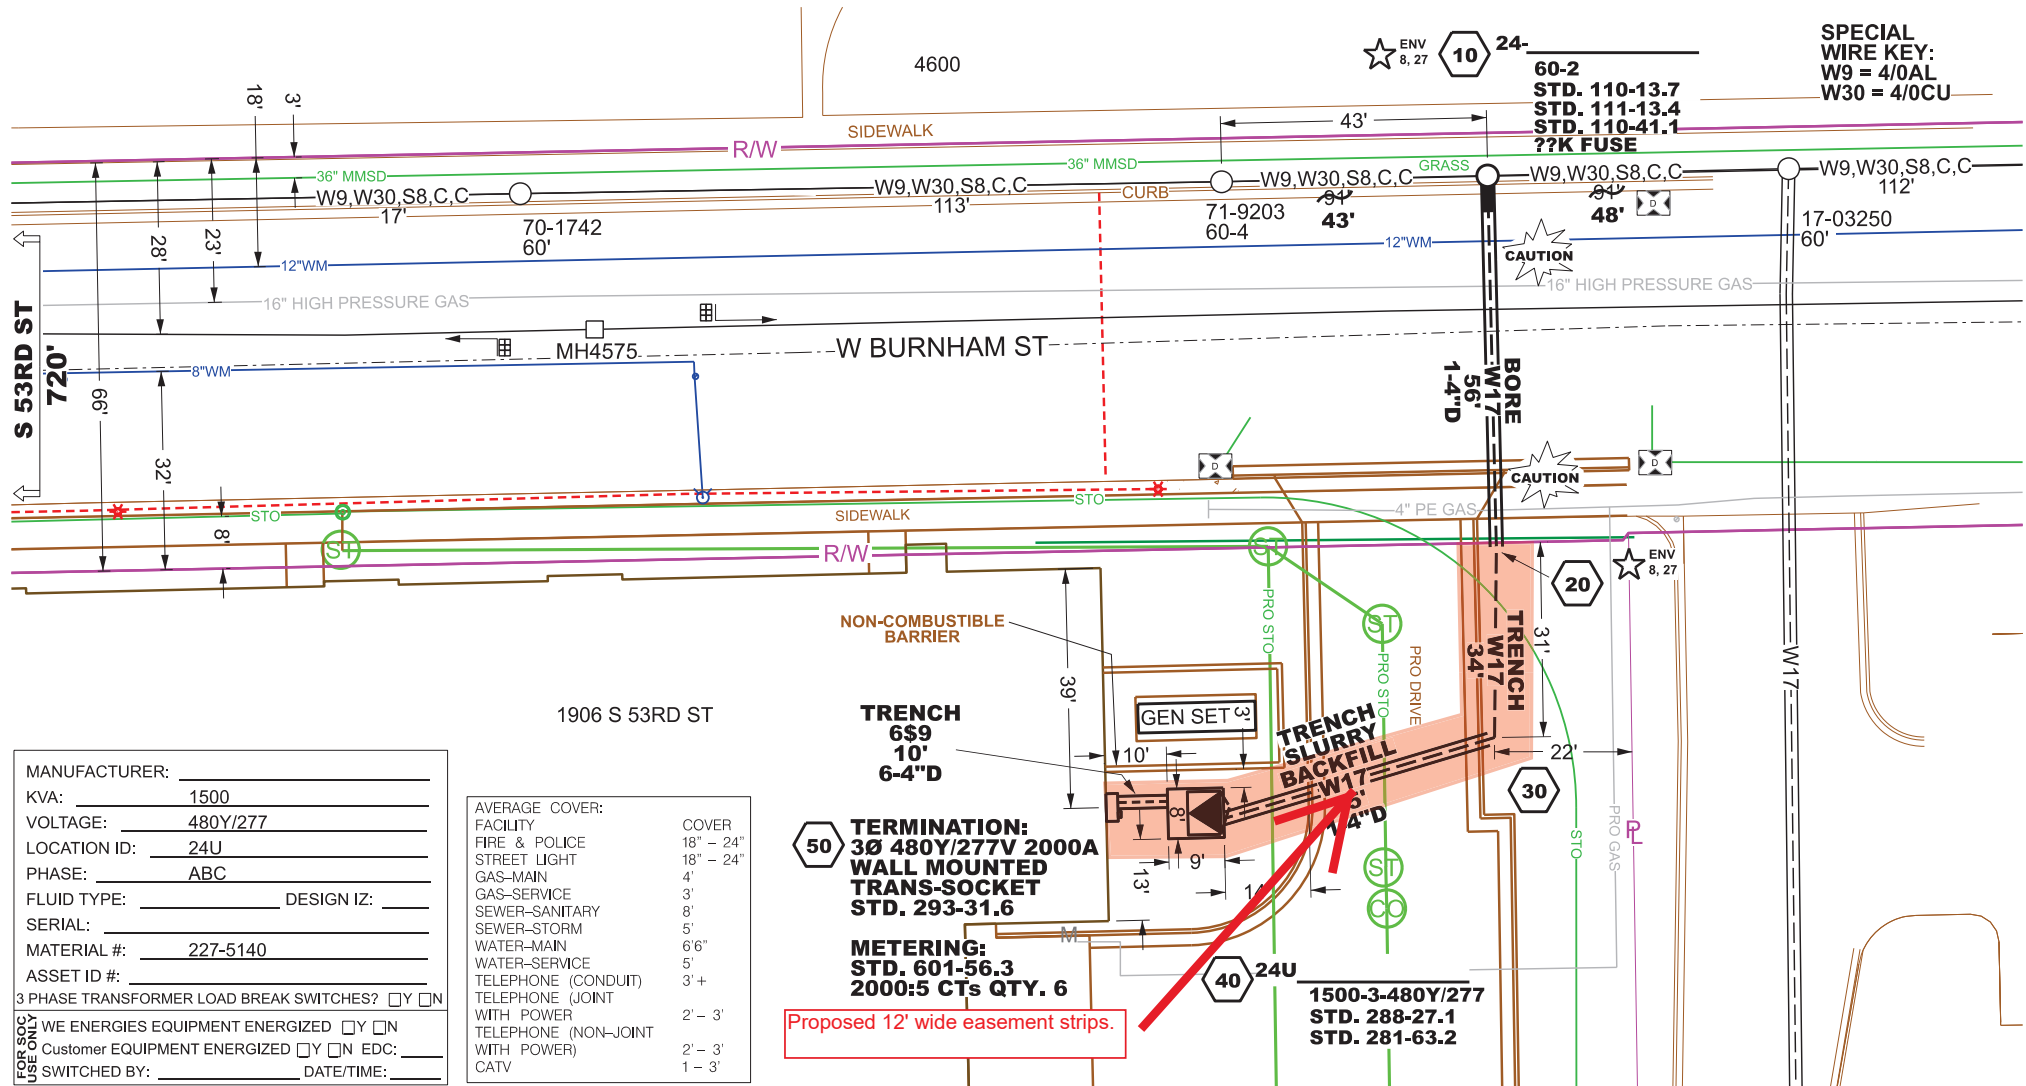 4600
ENV
8, 27
10
24-
60-2
STD. 110-13.7
STD. 111-13.4
STD. 110-41.1
??K FUSE
SPECIAL
WIRE KEY:
W9 = 4/0AL
W30 = 4/0CU
18'
3'
SIDEWALK
R/W
43'
36" MMSD
36" MMSD
GRASS
W9,W30,S8,C,C
17'
W9,W30,S8,C,C
113'
CURB
W9,W30,S8,C,C
91'
43'
W9,W30,S8,C,C
91'
48'
D
W9,W30,S8,C,C
112'
70-1742
60'
71-9203
60-4
17-03250
60'
28'
23'
12"WM
12"WM
CAUTION
16" HIGH PRESSURE GAS
16" HIGH PRESSURE GAS
S 53RD ST
720'
MH4575
W BURNHAM ST
8"WM
66'
32'
BORE
W17
56'
1-4"D
D
CAUTION
D
STO
STO
SIDEWALK
4" PE GAS
8'
ST
R/W
ST
20
ENV
8, 27
NON-COMBUSTIBLE
BARRIER
PRO STO
ST
PRO STO
PRO DRIVE
TRENCH
W17
34'
31'
W17
39'
1906 S 53RD ST
TRENCH
6$9
10'
6-4"D
GEN SET
3'
10'
TRENCH
SLURRY
BACKFILL
W17
1-4"D
22'
30
8'
9'
13'
PRO GAS
PL
STO
50
TERMINATION:
3Ø 480Y/277V 2000A
WALL MOUNTED
TRANS-SOCKET
STD. 293-31.6
ST
CO
M
METERING:
STD. 601-56.3
2000:5 CTs QTY. 6
40
24U
1500-3-480Y/277
STD. 288-27.1
STD. 281-63.2
Proposed 12' wide easement strips.
MANUFACTURER:
KVA: 1500
VOLTAGE: 480Y/277
LOCATION ID: 24U
PHASE: ABC
FLUID TYPE: DESIGN IZ:
SERIAL:
MATERIAL #: 227-5140
ASSET ID #:
3 PHASE TRANSFORMER LOAD BREAK SWITCHES? Y N
FOR SOC
USE ONLY
WE ENERGIES EQUIPMENT ENERGIZED Y N
Customer EQUIPMENT ENERGIZED Y N EDC:
SWITCHED BY: DATE/TIME:
AVERAGE COVER:
FACILITY COVER
FIRE & POLICE 18" - 24"
STREET LIGHT 18" - 24"
GAS-MAIN 4'
GAS-SERVICE 3'
SEWER-SANITARY 8'
SEWER-STORM 5'
WATER-MAIN 6'6"
WATER-SERVICE 5'
TELEPHONE (CONDUIT) 3'+
TELEPHONE (JOINT
WITH POWER 2'- 3'
TELEPHONE (NON-JOINT
WITH POWER) 2'- 3'
CATV 1 - 3'